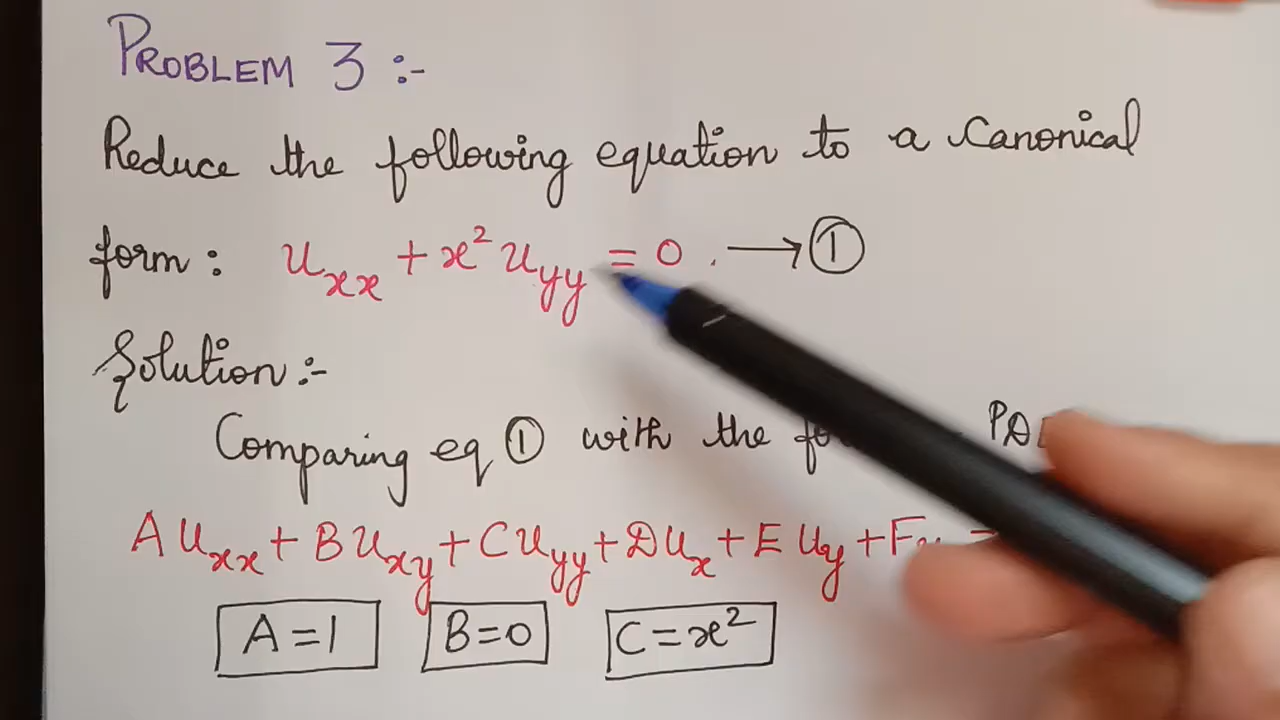 PROBLEM 3 :-
Reduce the following equation to a canonical
form : u_xx + x² u_yy = 0 . → ①
Solution :-
Comparing eq ① with the
A u_xx + B u_xy + C u_yy + D u_x + E u_y + F
A = 1 B = 0 C = x²